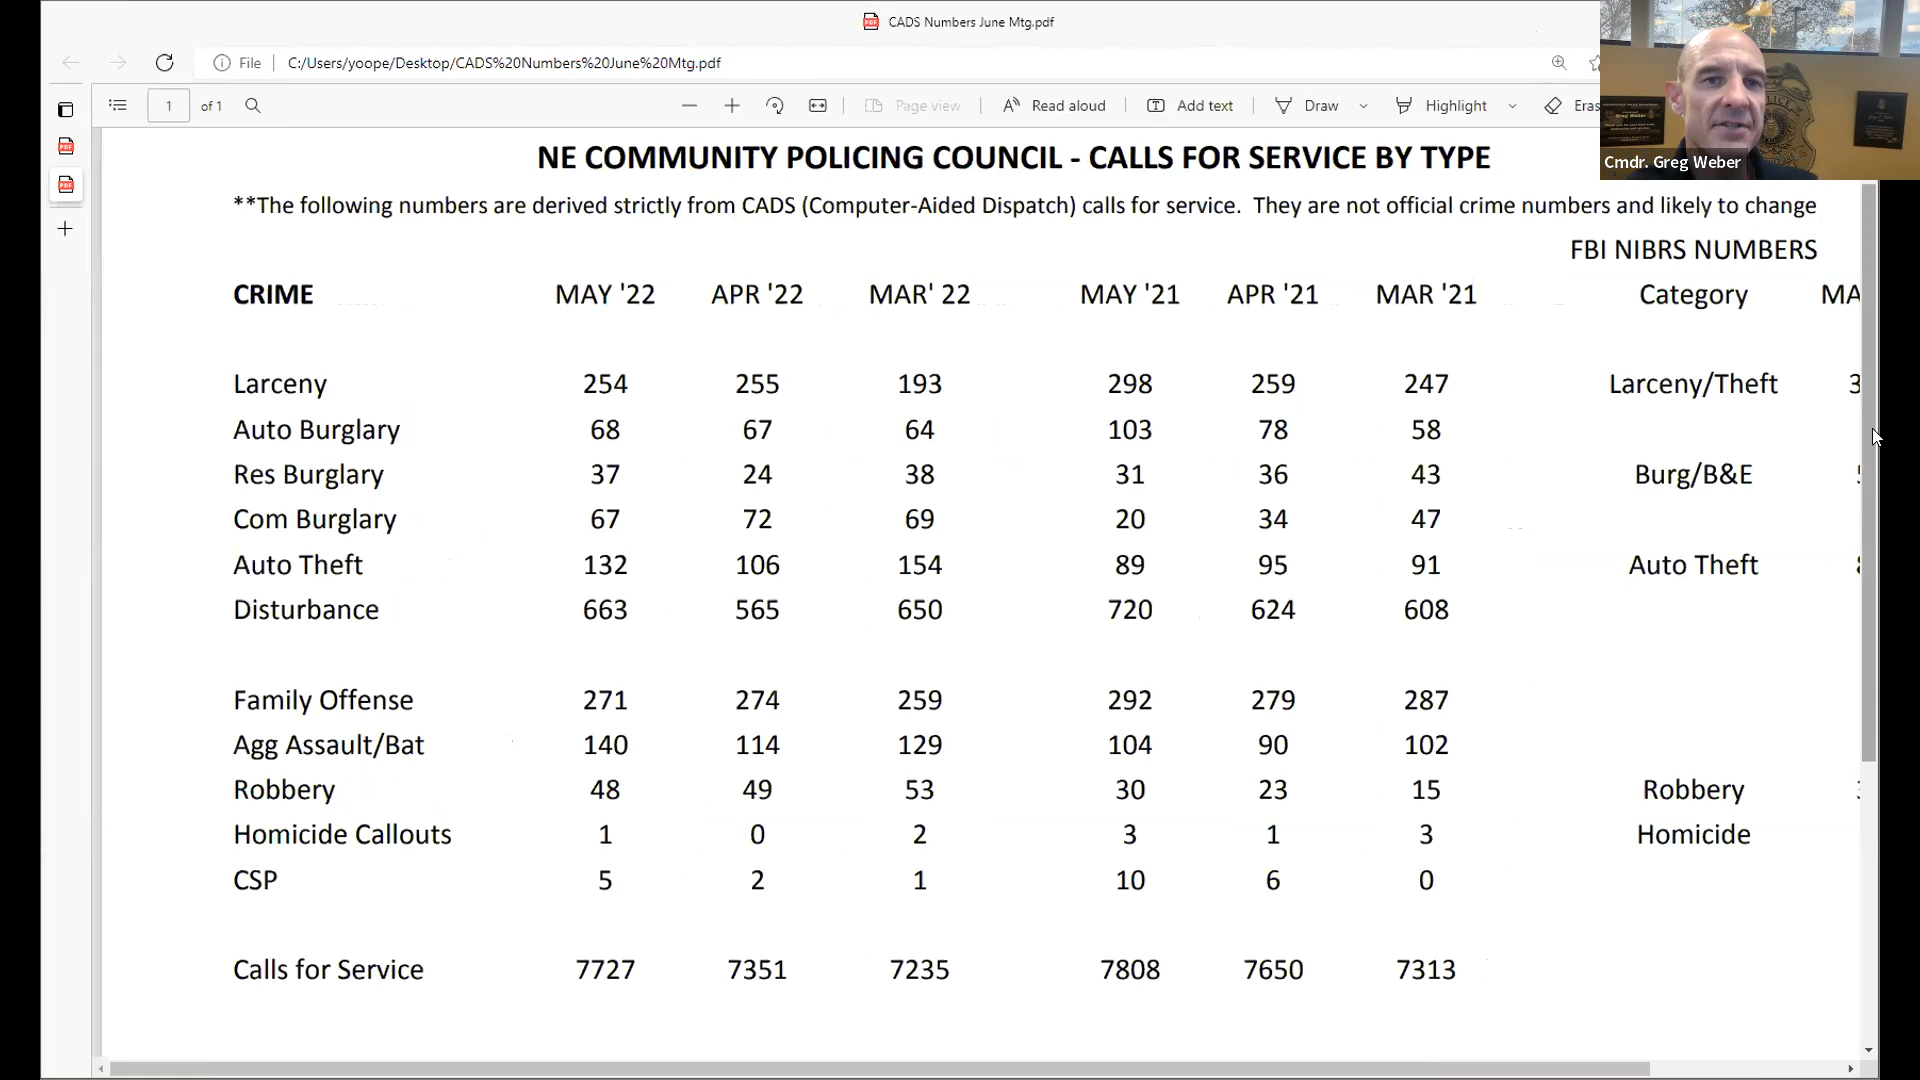 CADS Numbers June Mtg.pdf
File C:/Users/yoope/Desktop/CADS%20Numbers%20June%20Mtg.pdf
1 of 1 Page view Read aloud Add text Draw Highlight
Cmdr. Greg Weber
NE COMMUNITY POLICING COUNCIL - CALLS FOR SERVICE BY TYPE
**The following numbers are derived strictly from CADS (Computer-Aided Dispatch) calls for service. They are not official crime numbers and likely to change
FBI NIBRS NUMBERS
CRIME MAY '22 APR '22 MAR' 22 MAY '21 APR '21 MAR '21 Category
Larceny 254 255 193 298 259 247 Larceny/Theft
Auto Burglary 68 67 64 103 78 58
Res Burglary 37 24 38 31 36 43 Burg/B&E
Com Burglary 67 72 69 20 34 47
Auto Theft 132 106 154 89 95 91 Auto Theft
Disturbance 663 565 650 720 624 608
Family Offense 271 274 259 292 279 287
Agg Assault/Bat 140 114 129 104 90 102
Robbery 48 49 53 30 23 15 Robbery
Homicide Callouts 1 0 2 3 1 3 Homicide
CSP 5 2 1 10 6 0
Calls for Service 7727 7351 7235 7808 7650 7313